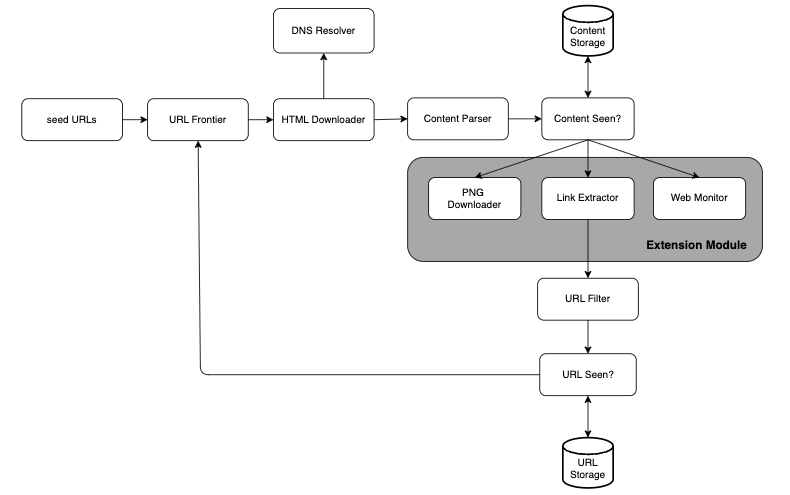 DNS Resolver
Content
Storage
seed URLs
URL Frontier
HTML Downloader
Content Parser
Content Seen?
PNG
Downloader
Link Extractor
Web Monitor
Extension Module
URL Filter
URL Seen?
URL
Storage